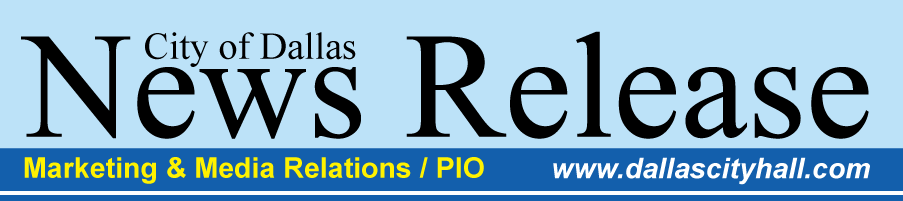 City of Dallas
News Release
Marketing & Media Relations / PIO
www.dallascityhall.com